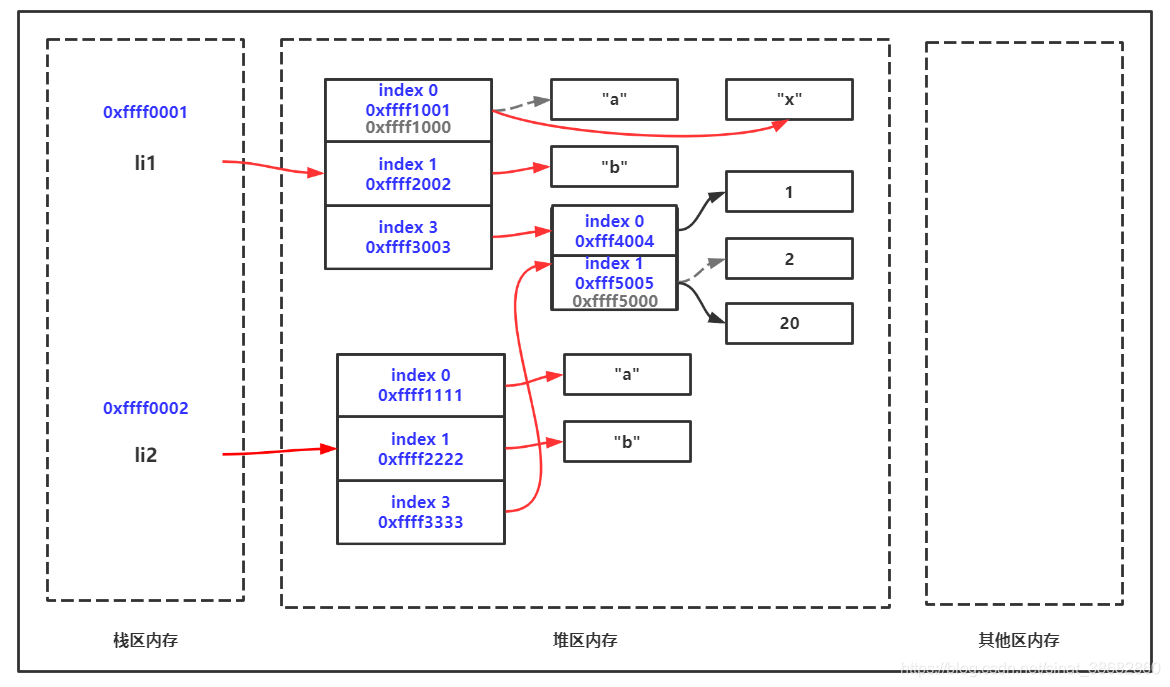 0xffff0001
li1
0xffff0002
li2
栈区内存
index 0
0xffff1001
0xffff1000
index 1
0xffff2002
index 3
0xffff3003
"a"
"x"
"b"
index 0
0xfff4004
index 1
0xfff5005
0xffff5000
1
2
20
index 0
0xffff1111
index 1
0xffff2222
index 3
0xffff3333
"a"
"b"
堆区内存
其他区内存